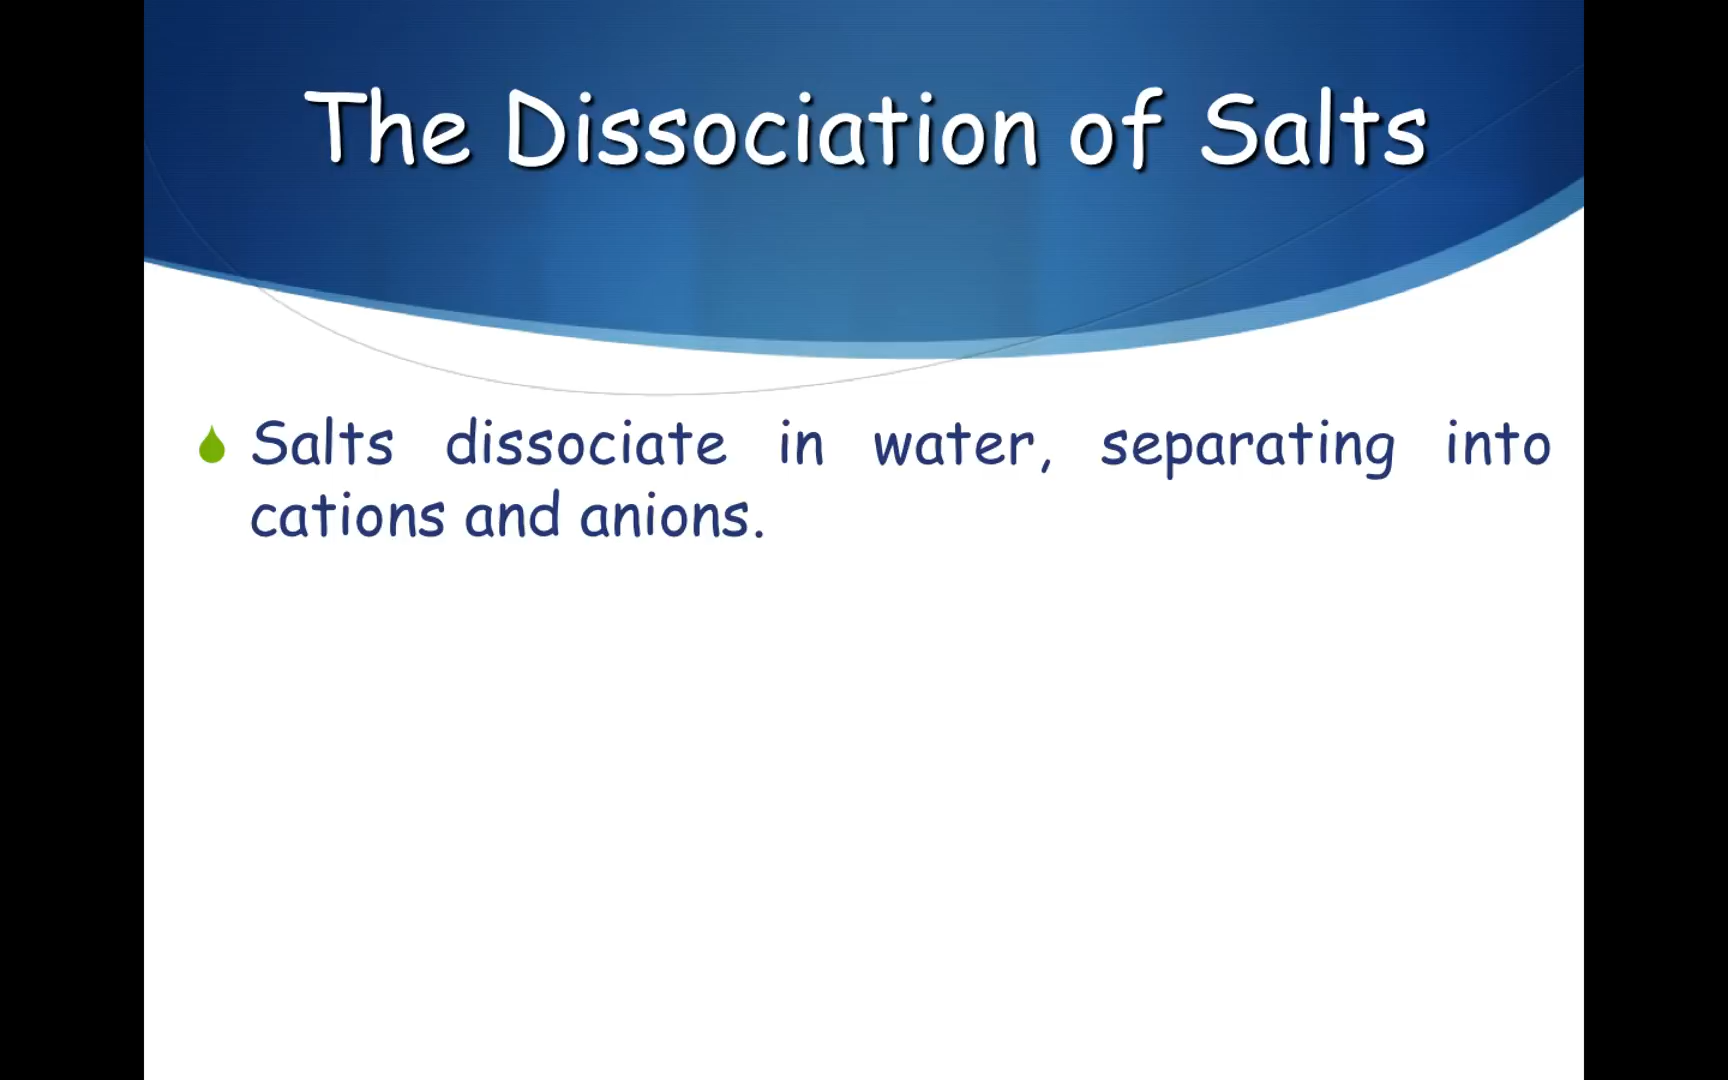 The Dissociation of Salts
Salts dissociate in water, separating into
cations and anions.